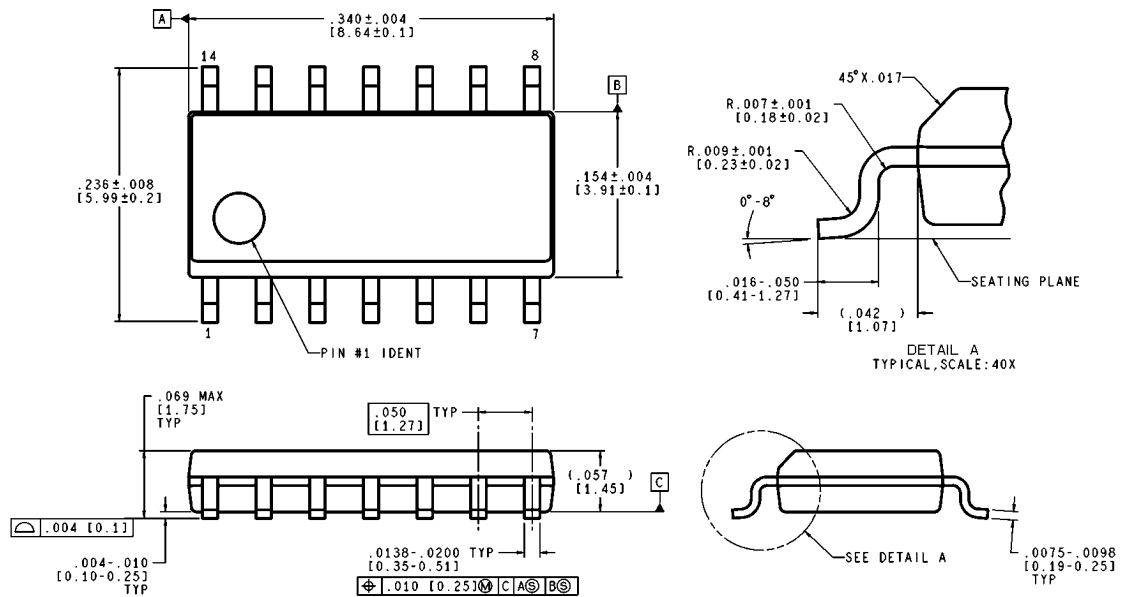 A
.340±.004
[8.64±0.1]
14
8
B
.236±.008
[5.99±0.2]
.154±.004
[3.91±0.1]
1
7
PIN #1 IDENT
45°X.017
R.007±.001
[0.18±0.02]
R.009±.001
[0.23±0.02]
0°-8°
SEATING PLANE
.016-.050
[0.41-1.27]
(.042 )
[1.07]
DETAIL A
TYPICAL,SCALE:40X
.069 MAX
[1.75]
TYP
.050
[1.27]
TYP
(.057 )
[1.45]
C
.004 [0.1]
.004-.010
[0.10-0.25]
TYP
.0138-.0200 TYP
[0.35-0.51]
.010 [0.25]Ⓜ C AⓈ BⓈ
SEE DETAIL A
.0075-.0098
[0.19-0.25]
TYP